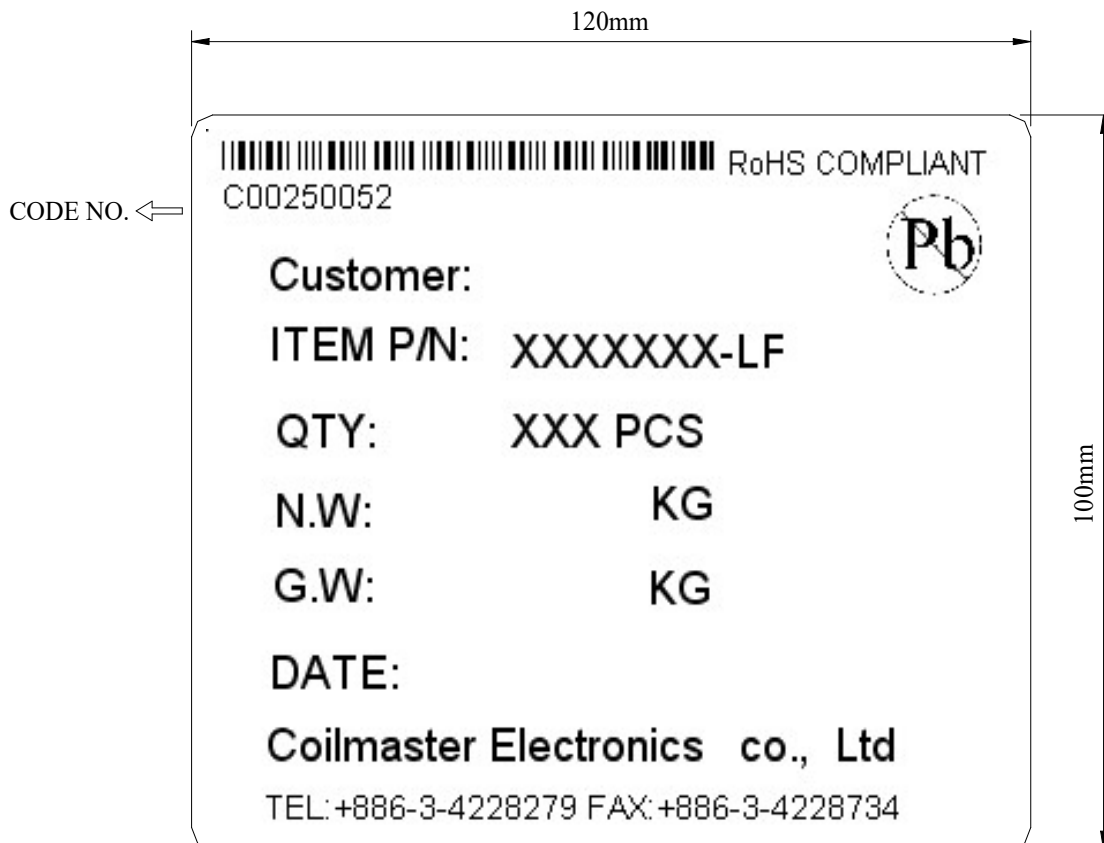 120mm
RoHS COMPLIANT
C00250052
CODE NO.
Pb
Customer:
ITEM P/N: XXXXXXX-LF
QTY: XXX PCS
N.W: KG
100mm
G.W: KG
DATE:
Coilmaster Electronics co., Ltd
TEL:+886-3-4228279 FAX:+886-3-4228734